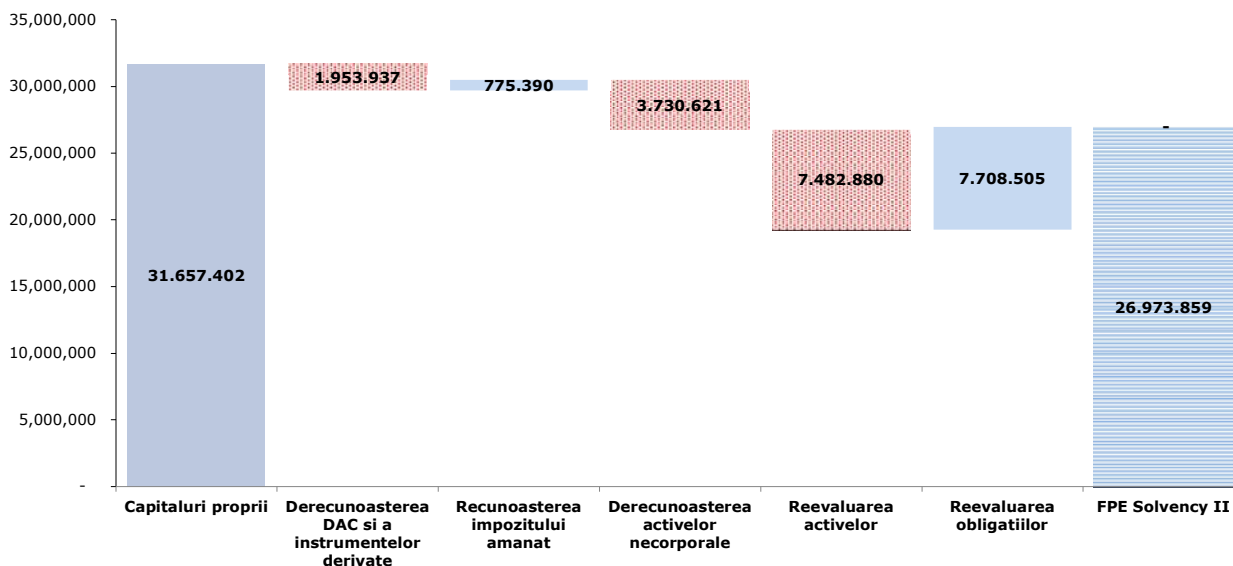 35,000,000
30,000,000
25,000,000
20,000,000
15,000,000
10,000,000
5,000,000
-
31.657.402
1.953.937
775.390
3.730.621
7.482.880
7.708.505
-
26.973.859
Capitaluri proprii
Derecunoasterea
DAC si a
instrumentelor
derivate
Recunoasterea
impozitului
amanat
Derecunoasterea
activelor
necorporale
Reevaluarea
activelor
Reevaluarea
obligatiilor
FPE Solvency II